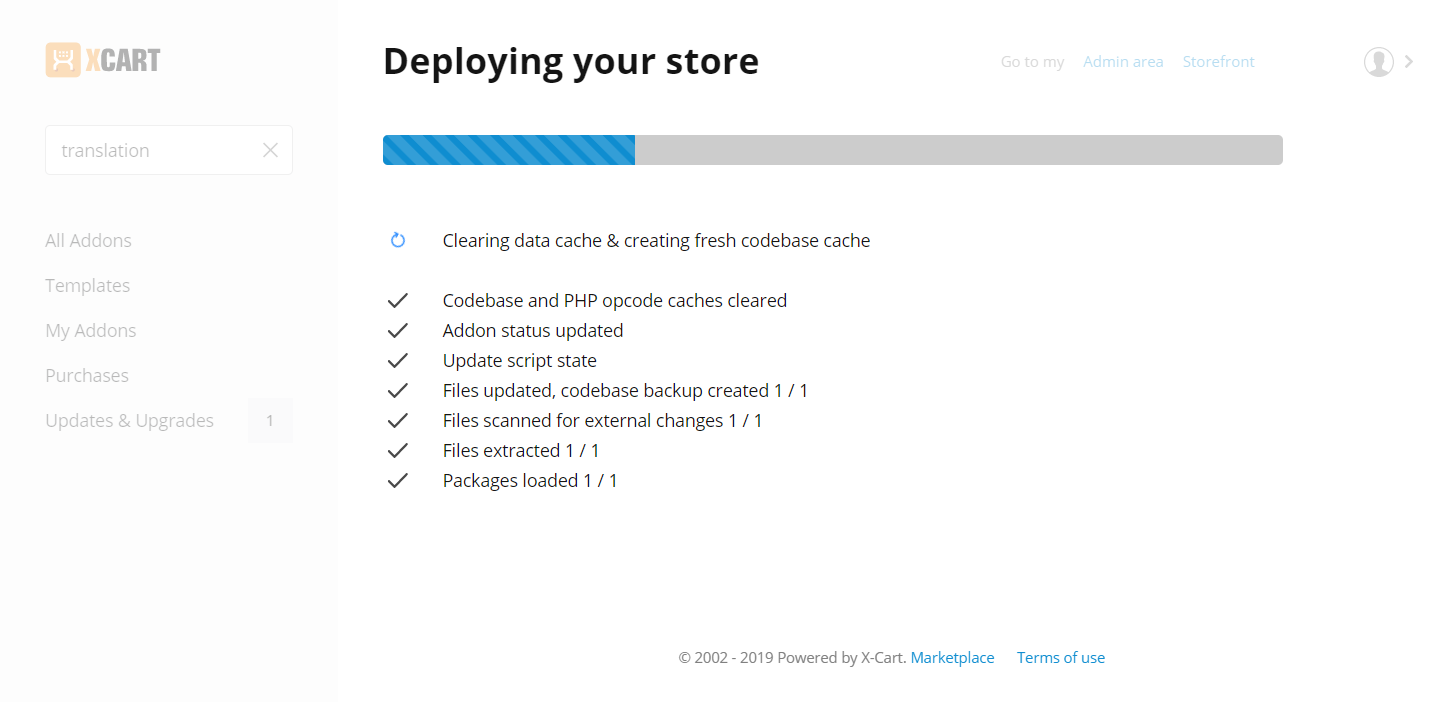 XCART
Deploying your store
Go to my Admin area Storefront
translation
All Addons
Templates
My Addons
Purchases
Updates & Upgrades 1
Clearing data cache & creating fresh codebase cache
Codebase and PHP opcode caches cleared
Addon status updated
Update script state
Files updated, codebase backup created 1 / 1
Files scanned for external changes 1 / 1
Files extracted 1 / 1
Packages loaded 1 / 1
© 2002 - 2019 Powered by X-Cart. Marketplace Terms of use